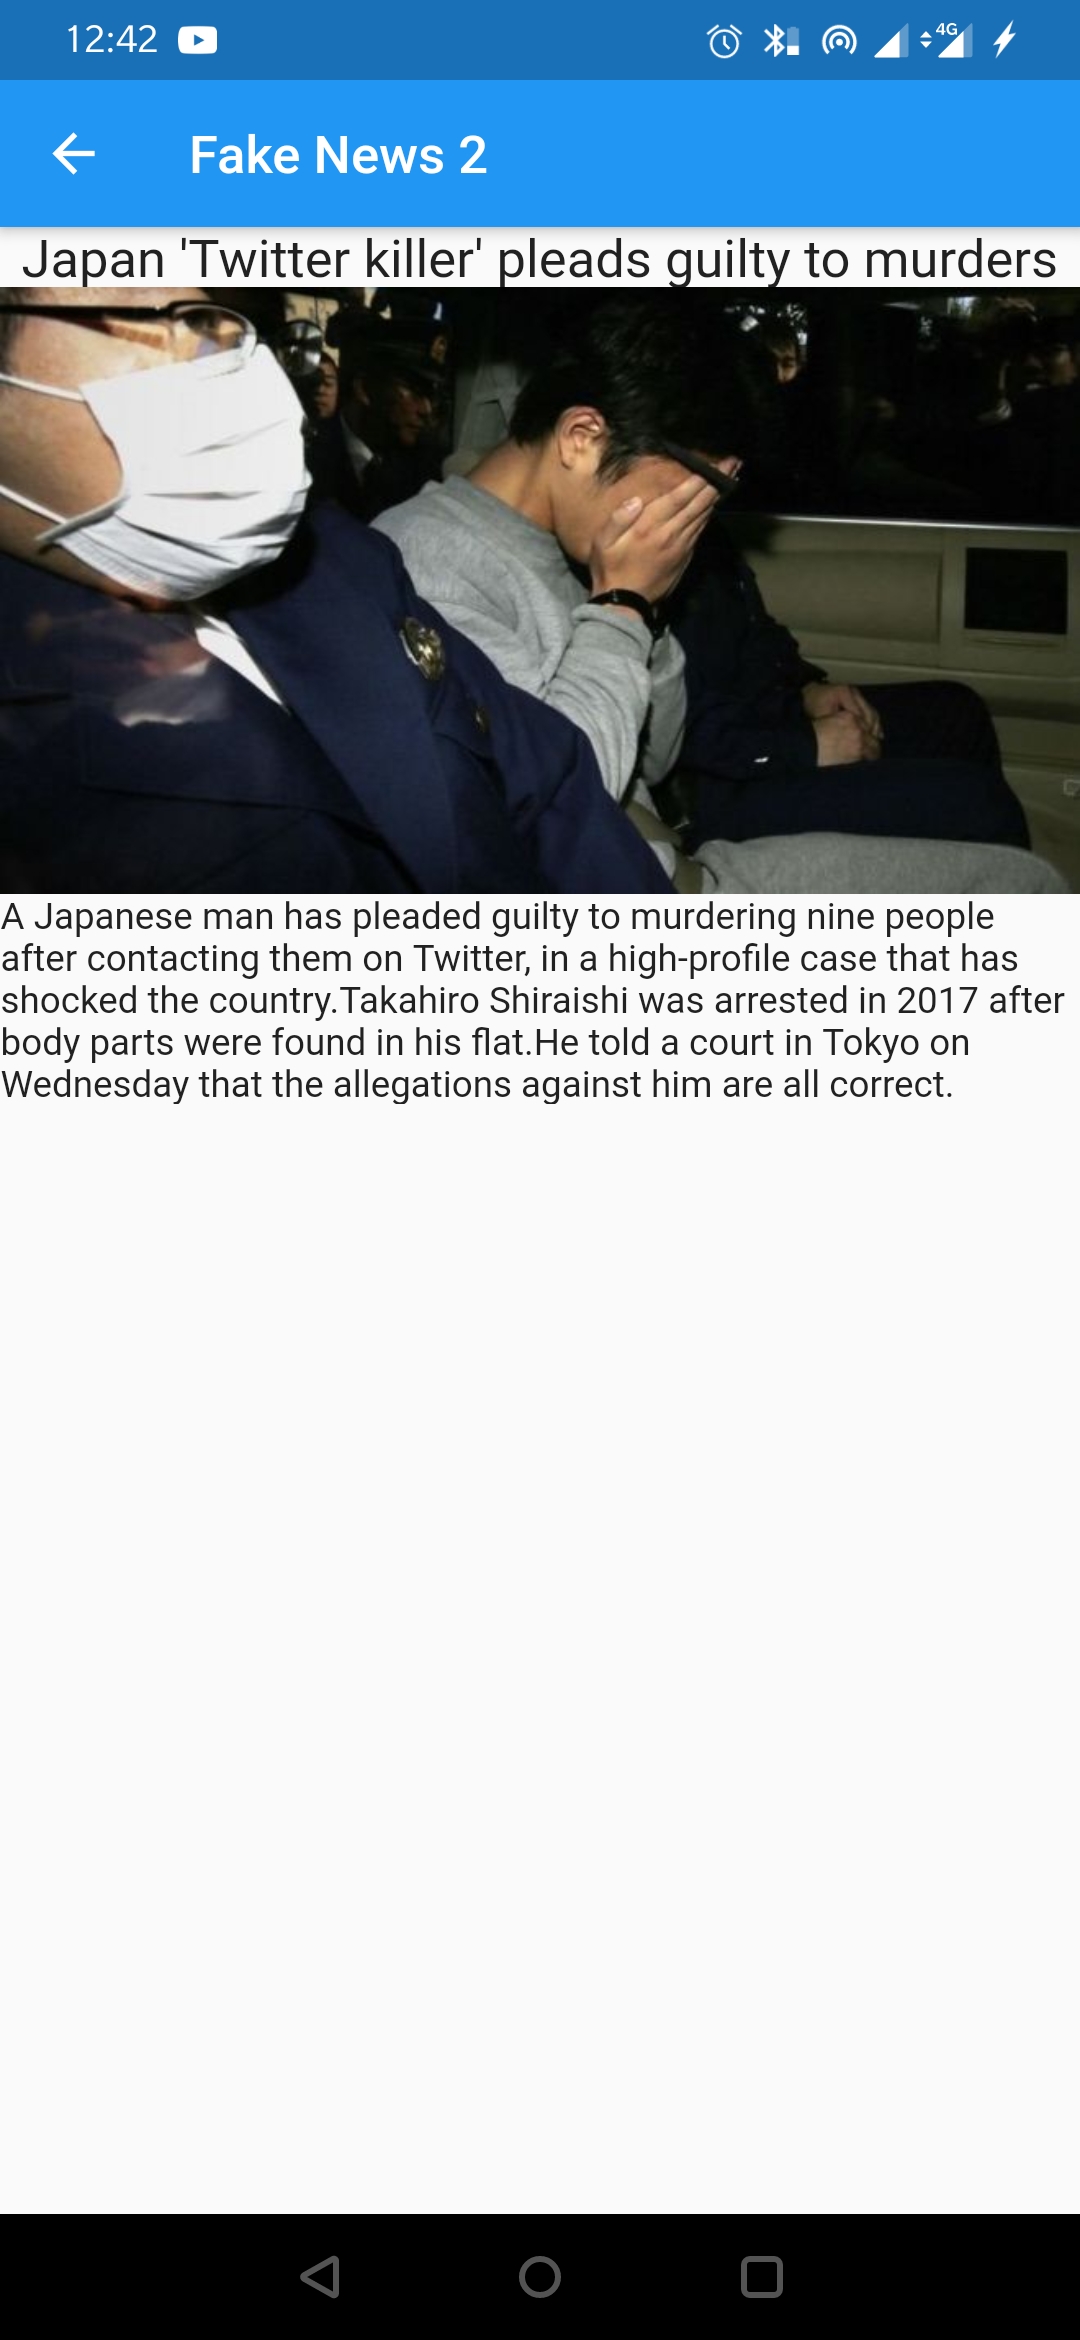 12:42
4G
Fake News 2
Japan 'Twitter killer' pleads guilty to murders
A Japanese man has pleaded guilty to murdering nine people
after contacting them on Twitter, in a high-profile case that has
shocked the country.Takahiro Shiraishi was arrested in 2017 after
body parts were found in his flat.He told a court in Tokyo on
Wednesday that the allegations against him are all correct.